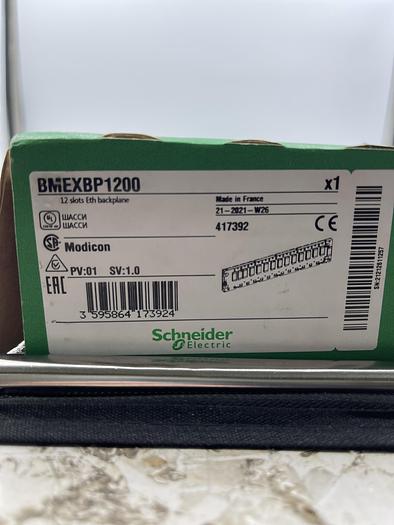 BMEXBP1200
x1
12 slots Eth backplane
Made in France
21-2021-W26
417392
ШАССИ
ШАССИ
Modicon
PV:01 SV:1.0
3 595864 173924
Schneider
Electric